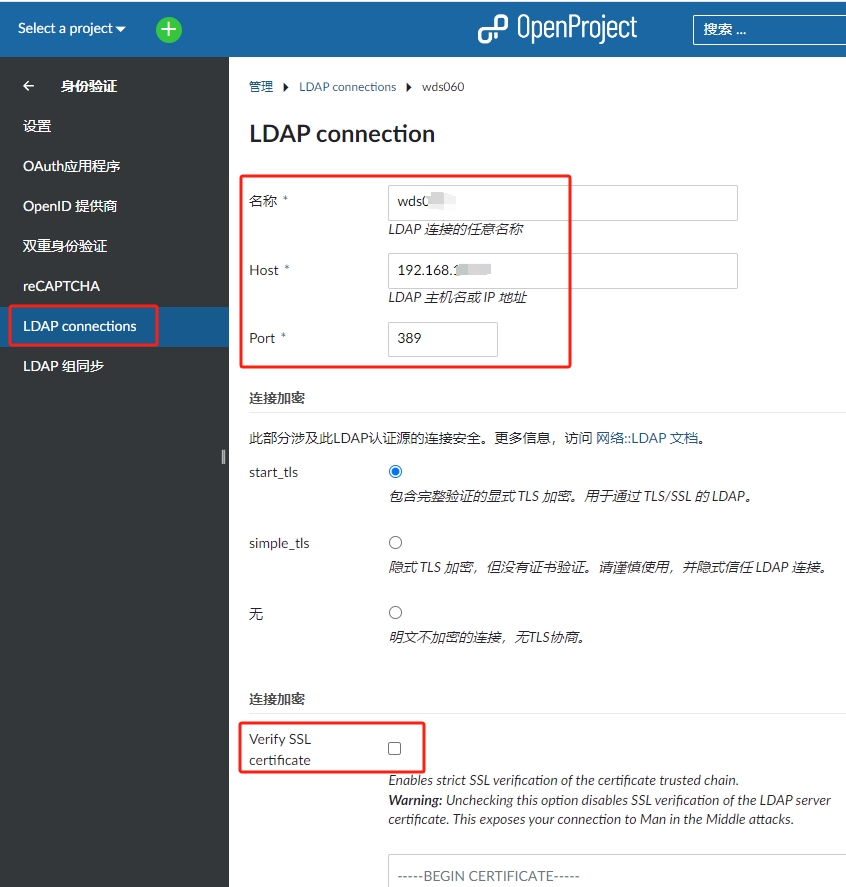 Select a project
OpenProject
搜索 ...
身份验证
设置
OAuth应用程序
OpenID 提供商
双重身份验证
reCAPTCHA
LDAP connections
LDAP 组同步
管理 LDAP connections wds060
LDAP connection
名称 *
wds0
LDAP 连接的任意名称
Host *
192.168.1
LDAP 主机名或 IP 地址
Port *
389
连接加密
此部分涉及此LDAP认证源的连接安全。更多信息，访问 网络::LDAP 文档。
start_tls
包含完整验证的显式 TLS 加密。用于通过 TLS/SSL 的 LDAP。
simple_tls
隐式 TLS 加密，但没有证书验证。请谨慎使用，并隐式信任 LDAP 连接。
无
明文不加密的连接，无TLS协商。
连接加密
Verify SSL
certificate
Enables strict SSL verification of the certificate trusted chain.
Warning: Unchecking this option disables SSL verification of the LDAP server
certificate. This exposes your connection to Man in the Middle attacks.
-----BEGIN CERTIFICATE-----